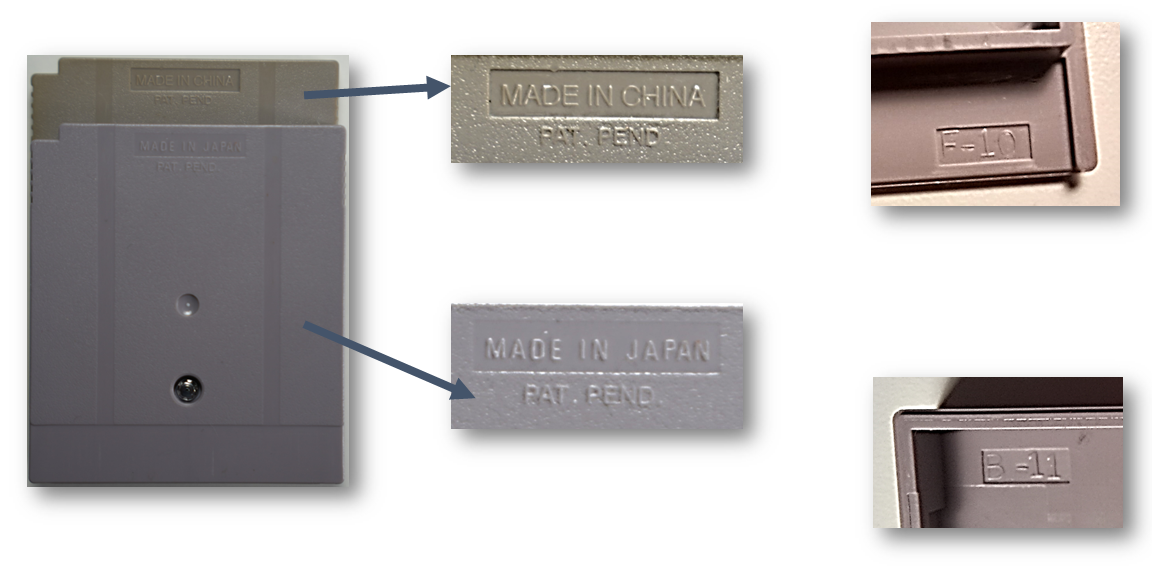 MADE IN CHINA
PAT. PEND.
MADE IN JAPAN
PAT. PEND.
MADE IN CHINA
PAT. PEND.
MADE IN JAPAN
PAT. PEND.
F-10
B-11